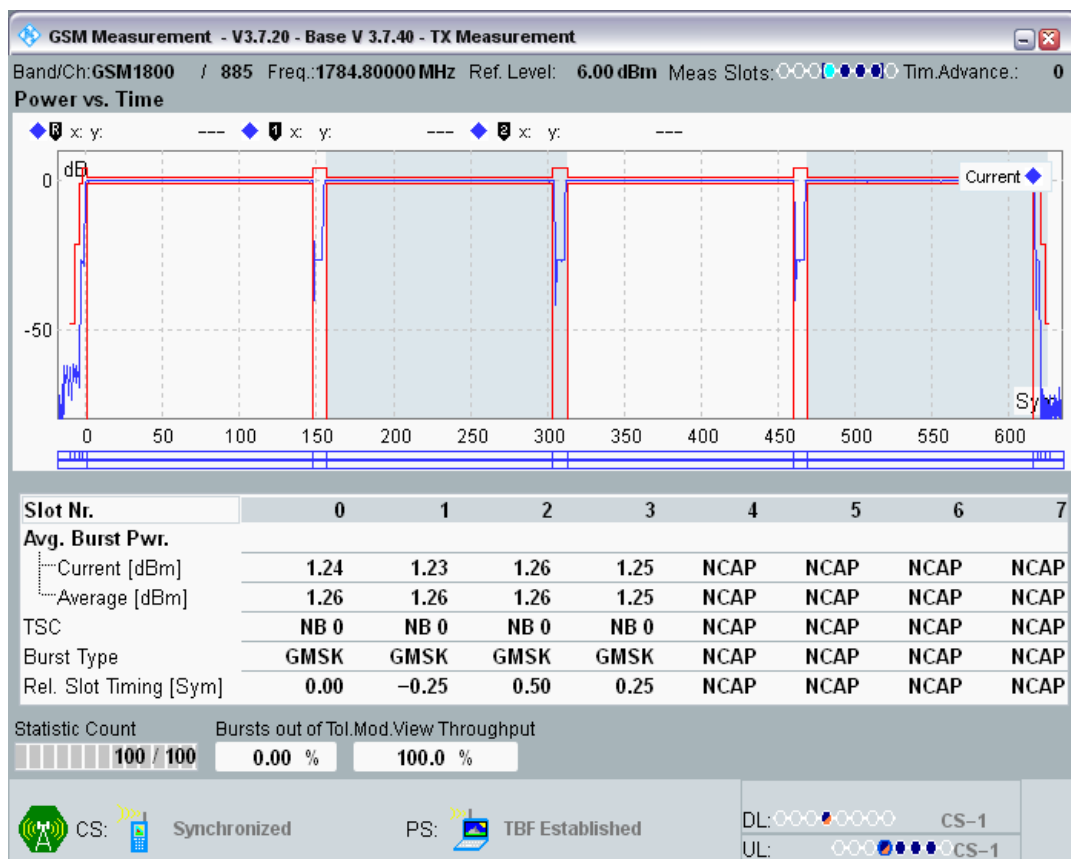 GSM Measurement - V3.7.20 - Base V 3.7.40 - TX Measurement
Band/Ch:GSM1800 / 885 Freq.:1784.80000 MHz Ref. Level: 6.00 dBm Meas Slots: Tim.Advance.: 0
Power vs. Time
R x: y: --- 1 x: y: --- 2 x: y: ---
Current
0
-50
0 50 100 150 200 250 300 350 400 450 500 550 600
Slot Nr. 0 1 2 3 4 5 6 7
Avg. Burst Pwr.
Current [dBm] 1.24 1.23 1.26 1.25 NCAP NCAP NCAP NCAP
Average [dBm] 1.26 1.26 1.26 1.25 NCAP NCAP NCAP NCAP
TSC NB 0 NB 0 NB 0 NB 0 NCAP NCAP NCAP NCAP
Burst Type GMSK GMSK GMSK GMSK NCAP NCAP NCAP NCAP
Rel. Slot Timing [Sym] 0.00 −0.25 0.50 0.25 NCAP NCAP NCAP NCAP
Statistic Count Bursts out of Tol.Mod.View Throughput
100 / 100 0.00 % 100.0 %
DL: CS−1
CS: Synchronized PS: TBF Established
UL: CS−1